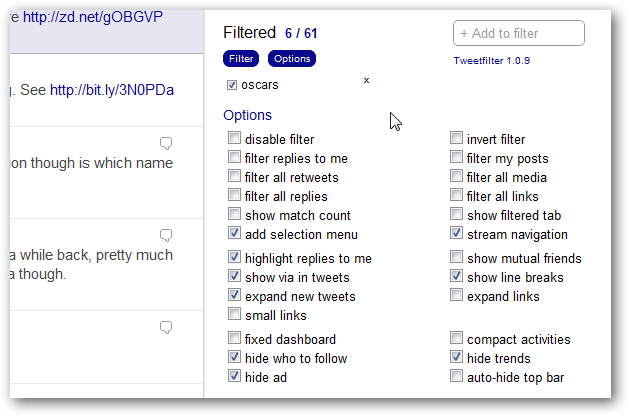 re http://zd.net/gOBGVP
g. See http://bit.ly/3N0PDa
ion though is which name
a while back, pretty much
a though.
Filtered 6 / 61
+ Add to filter
Filter Options
Tweetfilter 1.0.9
oscars x
Options
disable filter invert filter
filter replies to me filter my posts
filter all retweets filter all media
filter all replies filter all links
show match count show filtered tab
add selection menu stream navigation
highlight replies to me show mutual friends
show via in tweets show line breaks
expand new tweets expand links
small links
fixed dashboard compact activities
hide who to follow hide trends
hide ad auto-hide top bar